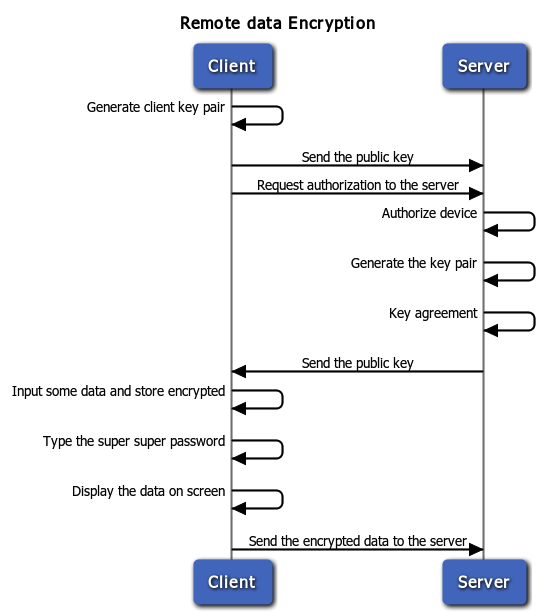 Remote data Encryption
Client
Server
Generate client key pair
Send the public key
Request authorization to the server
Authorize device
Generate the key pair
Key agreement
Send the public key
Input some data and store encrypted
Type the super super password
Display the data on screen
Send the encrypted data to the server
Client
Server